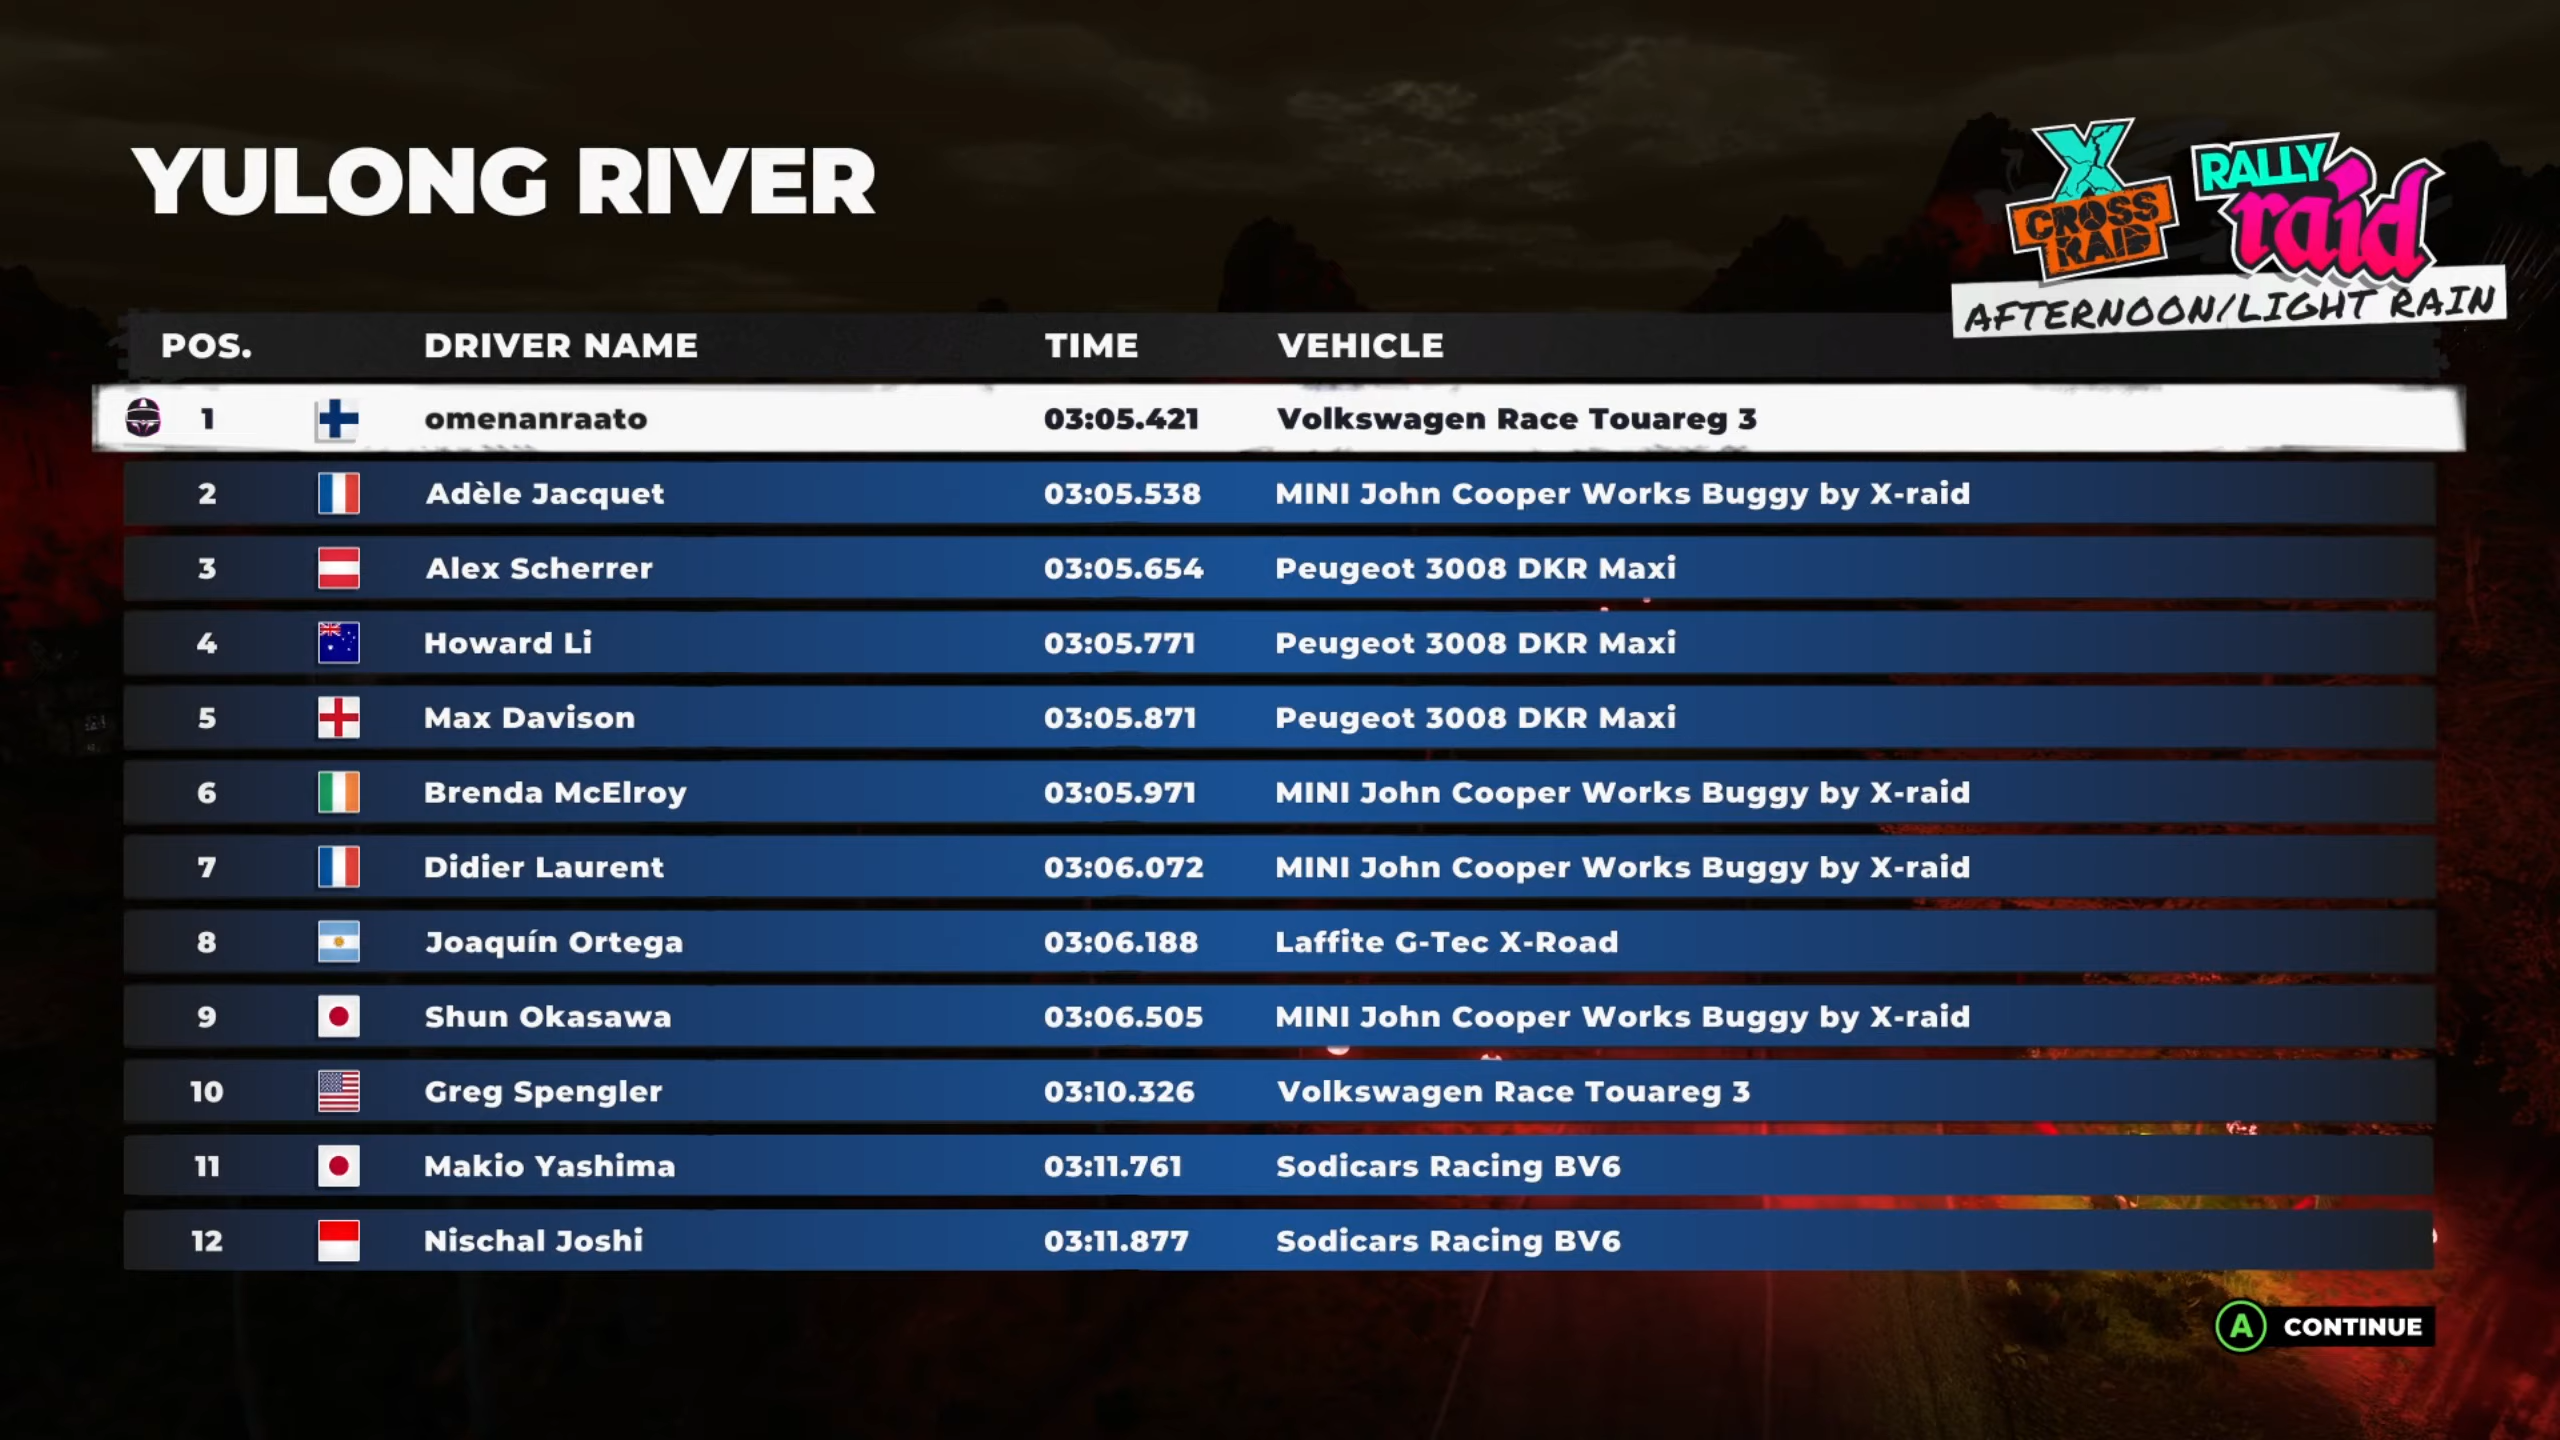 YULONG RIVER
X
CROSS
RAID
RALLY
raid
AFTERNOON/LIGHT RAIN
POS. DRIVER NAME TIME VEHICLE
1 omenanraato 03:05.421 Volkswagen Race Touareg 3
2 Adèle Jacquet 03:05.538 MINI John Cooper Works Buggy by X-raid
3 Alex Scherrer 03:05.654 Peugeot 3008 DKR Maxi
4 Howard Li 03:05.771 Peugeot 3008 DKR Maxi
5 Max Davison 03:05.871 Peugeot 3008 DKR Maxi
6 Brenda McElroy 03:05.971 MINI John Cooper Works Buggy by X-raid
7 Didier Laurent 03:06.072 MINI John Cooper Works Buggy by X-raid
8 Joaquín Ortega 03:06.188 Laffite G-Tec X-Road
9 Shun Okasawa 03:06.505 MINI John Cooper Works Buggy by X-raid
10 Greg Spengler 03:10.326 Volkswagen Race Touareg 3
11 Makio Yashima 03:11.761 Sodicars Racing BV6
12 Nischal Joshi 03:11.877 Sodicars Racing BV6
A CONTINUE